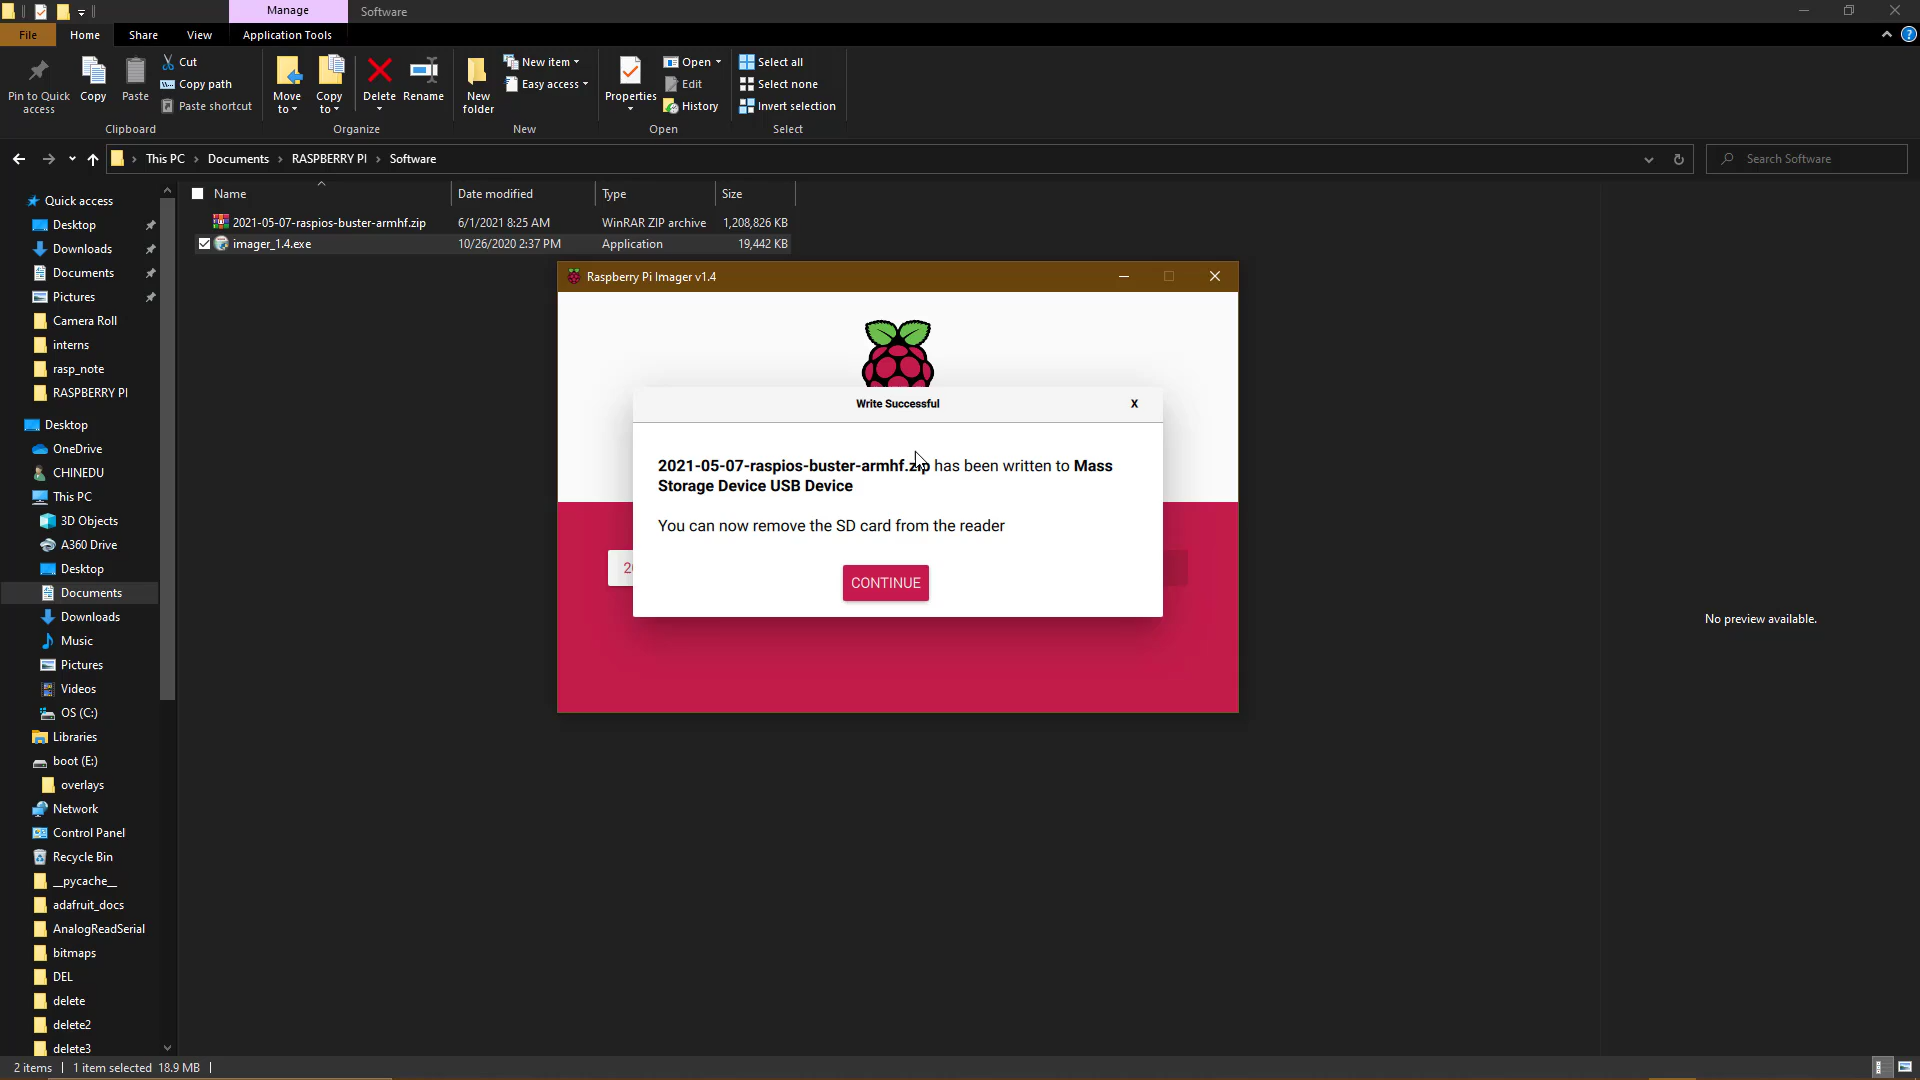 Manage
Software
File
Home
Share
View
Application Tools
Pin to Quick access
Copy
Paste
Cut
Copy path
Paste shortcut
Clipboard
Move to
Copy to
Delete
Rename
Organize
New folder
New item
Easy access
New
Properties
Open
Edit
History
Open
Select all
Select none
Invert selection
Select
This PC
Documents
RASPBERRY PI
Software
Search Software
Name
Date modified
Type
Size
2021-05-07-raspios-buster-armhf.zip 6/1/2021 8:25 AM WinRAR ZIP archive 1,208,826 KB
imager_1.4.exe 10/26/2020 2:37 PM Application 19,442 KB
Quick access
Desktop
Downloads
Documents
Pictures
Camera Roll
interns
rasp_note
RASPBERRY PI
Desktop
OneDrive
CHINEDU
This PC
3D Objects
A360 Drive
Desktop
Documents
Downloads
Music
Pictures
Videos
OS (C:)
Libraries
boot (E:)
overlays
Network
Control Panel
Recycle Bin
__pycache__
adafruit_docs
AnalogReadSerial
bitmaps
DEL
delete
delete2
delete3
Raspberry Pi Imager v1.4
Write Successful
X
2021-05-07-raspios-buster-armhf.zip has been written to Mass
Storage Device USB Device
You can now remove the SD card from the reader
CONTINUE
No preview available.
2 items
1 item selected 18.9 MB